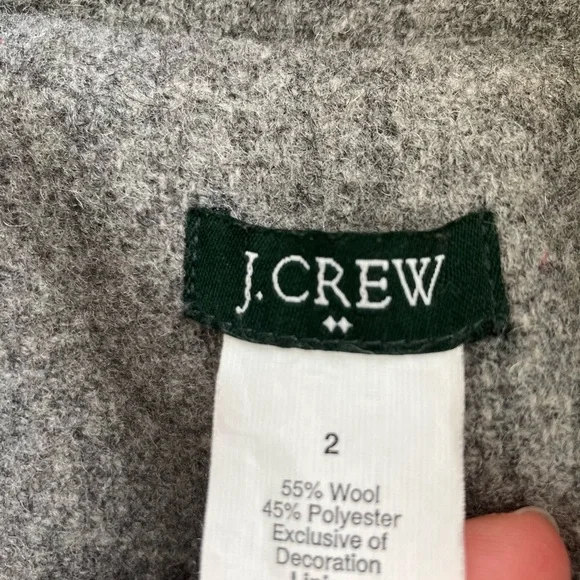 J.CREW
2
55% Wool
45% Polyester
Exclusive of
Decoration